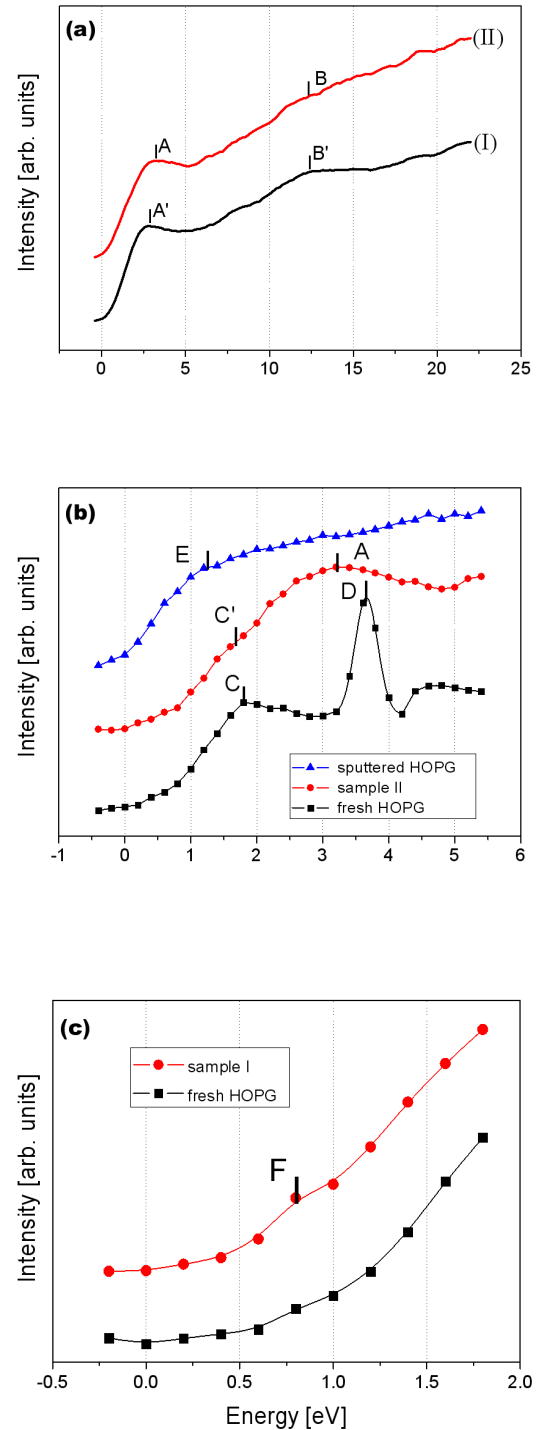 (a)
(II)
B
A
(I)
B'
A'
Intensity [arb. units]
0 5 10 15 20 25
(b)
E
A
D
C'
C
Intensity [arb. units]
sputtered HOPG
sample II
fresh HOPG
-1 0 1 2 3 4 5 6
(c)
sample I
fresh HOPG
F
Intensity [arb. units]
-0.5 0.0 0.5 1.0 1.5 2.0
Energy [eV]